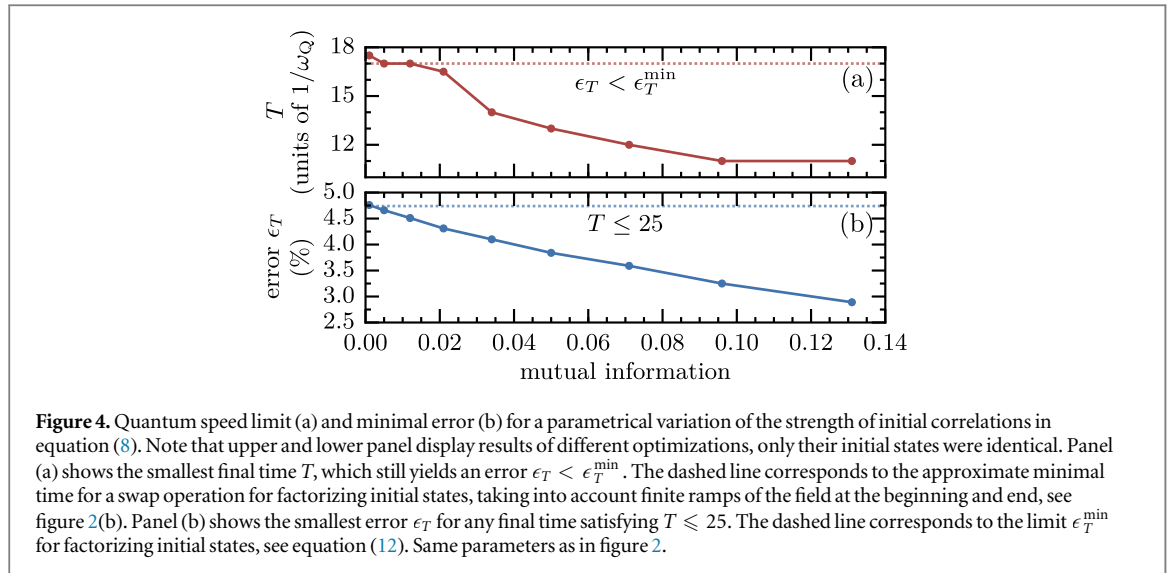 18
15
12
T
(units of 1/ωQ)
ϵT < ϵT^min
(a)
5.0
4.5
4.0
3.5
3.0
2.5
error ϵT
(%)
T ≤ 25
(b)
0.00 0.02 0.04 0.06 0.08 0.10 0.12 0.14
mutual information
Figure 4. Quantum speed limit (a) and minimal error (b) for a parametrical variation of the strength of initial correlations in
equation (8). Note that upper and lower panel display results of different optimizations, only their initial states were identical. Panel
(a) shows the smallest final time T, which still yields an error ϵT < ϵT^min. The dashed line corresponds to the approximate minimal
time for a swap operation for factorizing initial states, taking into account finite ramps of the field at the beginning and end, see
figure 2(b). Panel (b) shows the smallest error ϵT for any final time satisfying T ⩽ 25. The dashed line corresponds to the limit ϵT^min
for factorizing initial states, see equation (12). Same parameters as in figure 2.